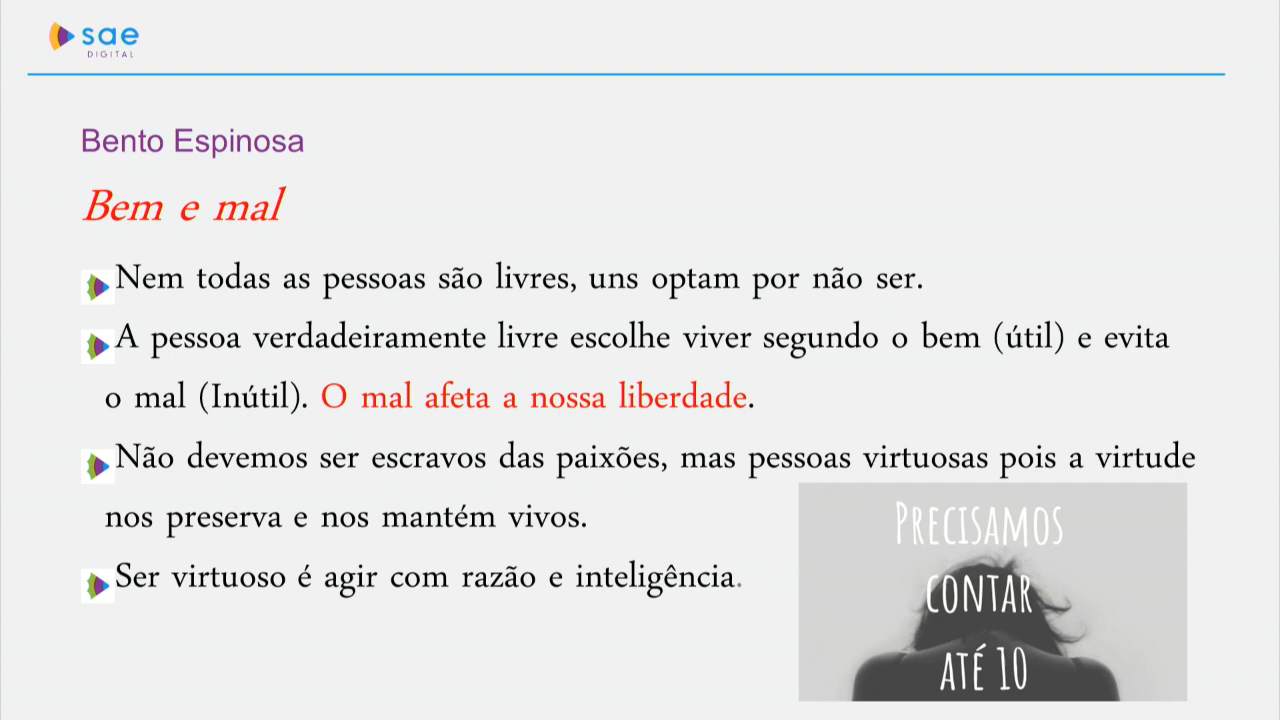 sae
DIGITAL
Bento Espinosa
Bem e mal
Nem todas as pessoas são livres, uns optam por não ser.
A pessoa verdadeiramente livre escolhe viver segundo o bem (útil) e evita
o mal (Inútil). O mal afeta a nossa liberdade.
Não devemos ser escravos das paixões, mas pessoas virtuosas pois a virtude
nos preserva e nos mantém vivos.
Ser virtuoso é agir com razão e inteligência.
PRECISAMOS
CONTAR
ATÉ 10